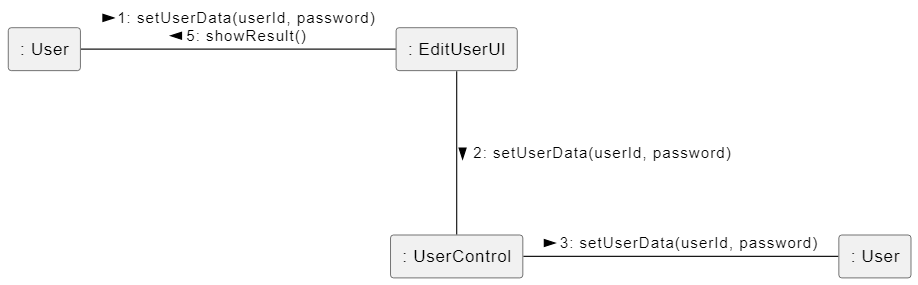 ►1: setUserData(userId, password)
◄5: showResult()
: User
: EditUserUI
▼ 2: setUserData(userId, password)
►3: setUserData(userId, password)
: UserControl
: User